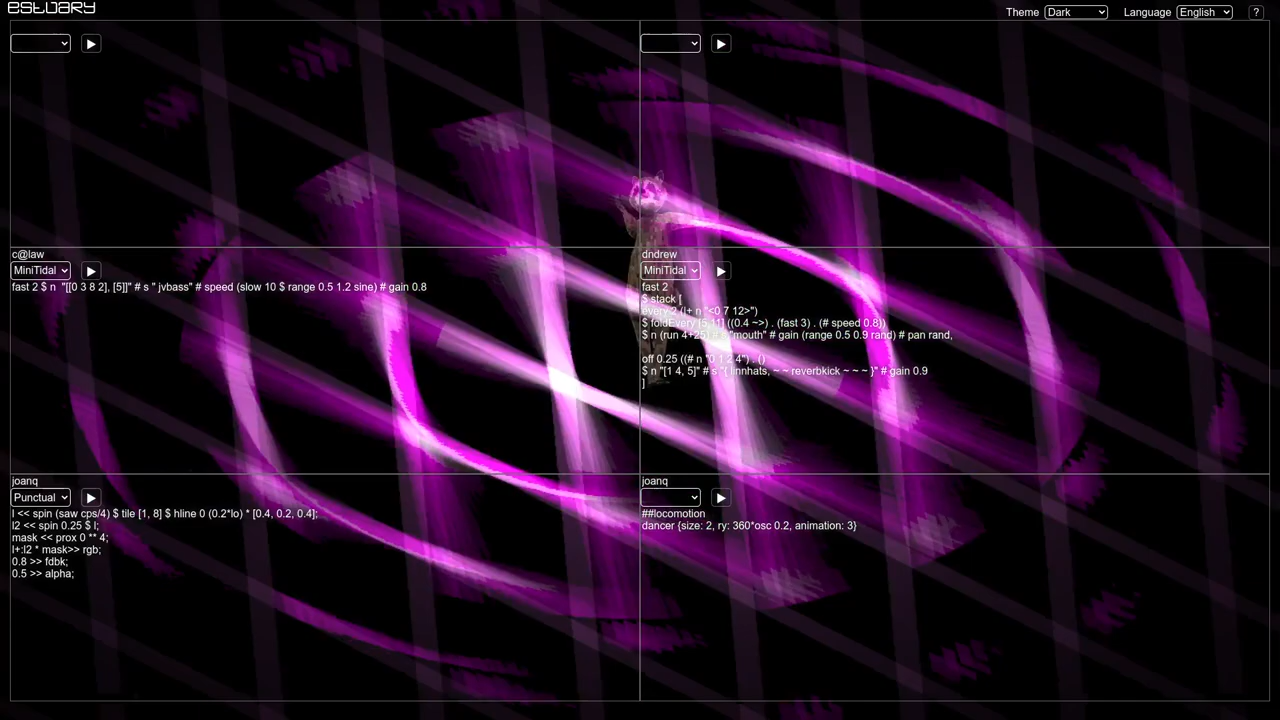 estuary
Theme Dark Language English ?
c@law
MiniTidal
fast 2 $ n "[[0 3 8 2], [5]]" # s " jvbass" # speed (slow 10 $ range 0.5 1.2 sine) # gain 0.8
dndrew
MiniTidal
fast 2
$ stack [
every 2 (|+ n "<0 7 12>")
$ foldEvery [5,11] ((0.4 ~>) . (fast 3) . (# speed 0.8))
$ n (run 4+25) # s "mouth" # gain (range 0.5 0.9 rand) # pan rand,
off 0.25 ((# n "0 1 2 4") . ()
$ n "[1 4, 5]" # s "{ linnhats, ~ ~ reverbkick ~ ~ ~ }" # gain 0.9
]
joanq
Punctual
l << spin (saw cps/4) $ tile [1, 8] $ hline 0 (0.2*lo) * [0.4, 0.2, 0.4];
l2 << spin 0.25 $ l;
mask << prox 0 ** 4;
l+:l2 * mask>> rgb;
0.8 >> fdbk;
0.5 >> alpha;
joanq
##locomotion
dancer {size: 2, ry: 360*osc 0.2, animation: 3}